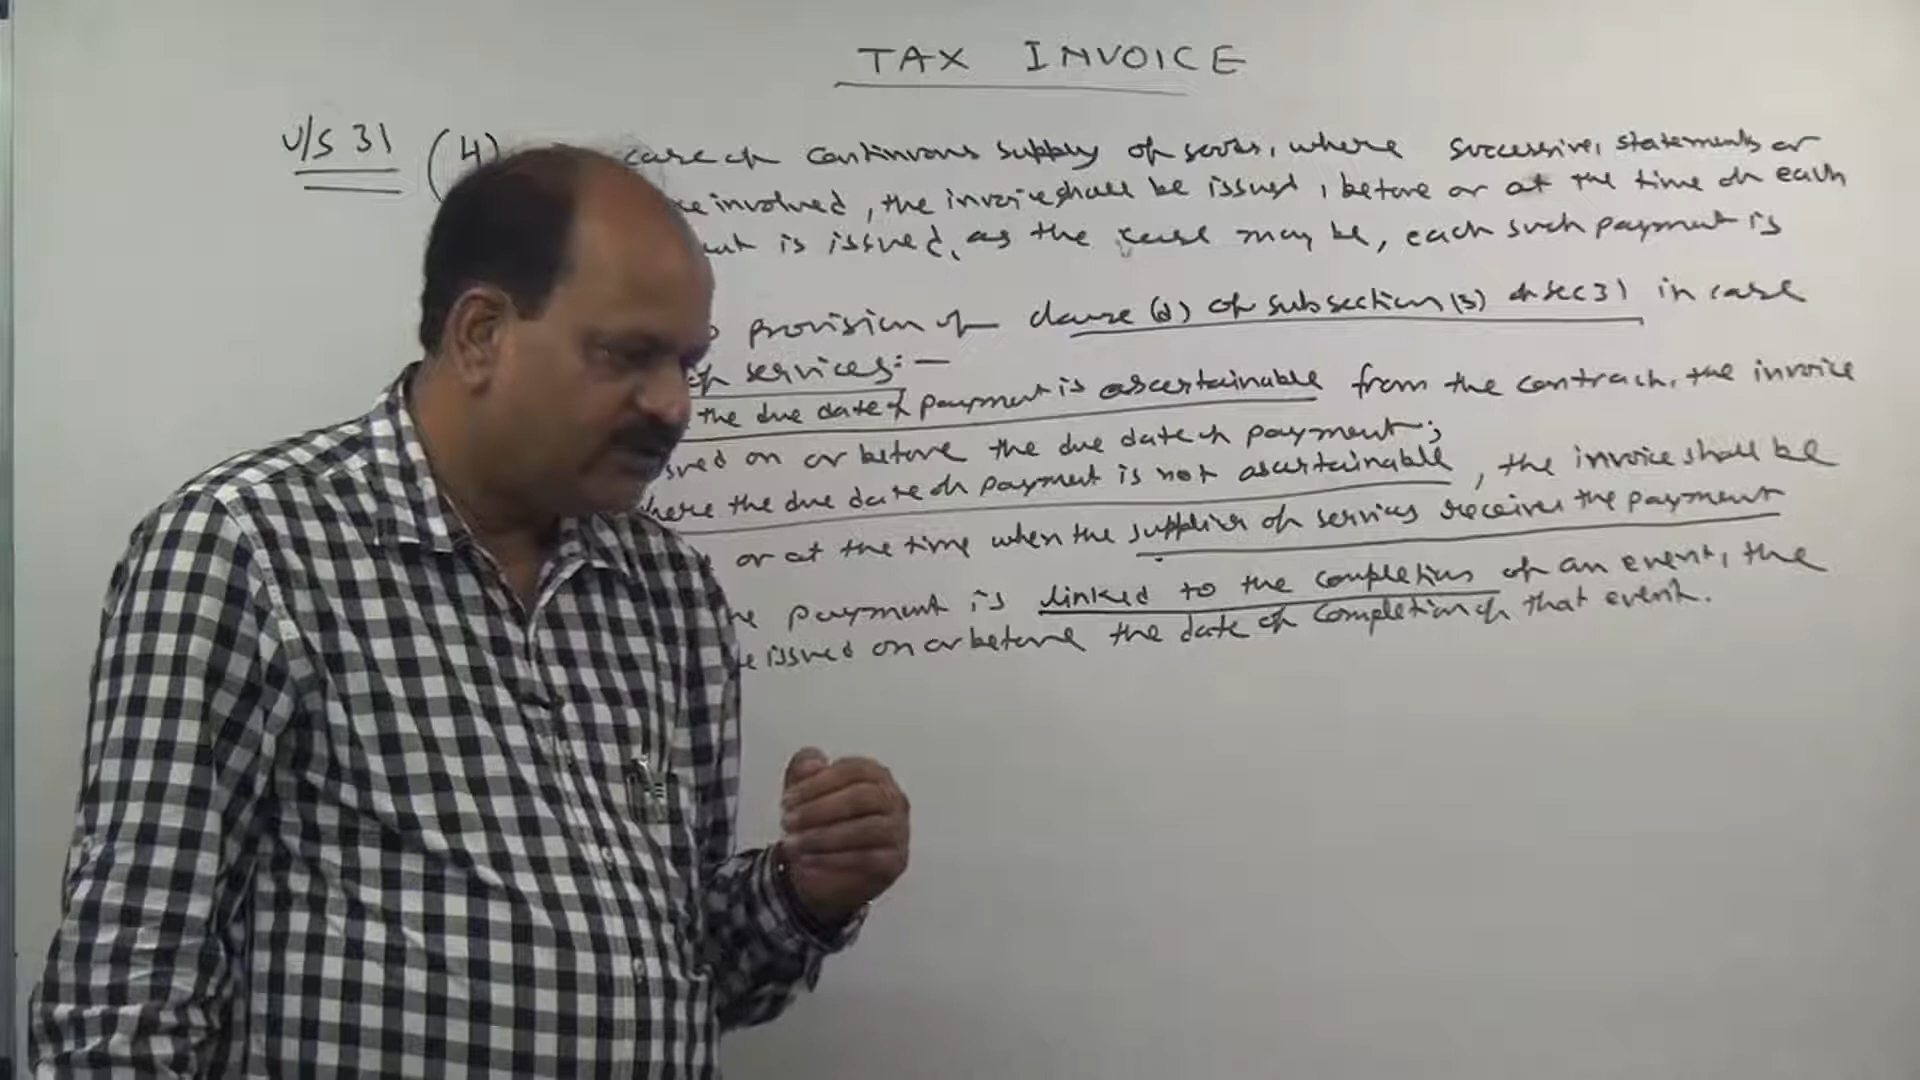 TAX INVOICE
U/S 31 (4) case of continuous supply of goods, where successive statements or
involved, the invoice shall be issued, before or at the time of each
is issued, as the case may be, each such payment is
provision of clause (d) of subsection (3) of sec 31 in case
of services:-
the due date of payment is ascertainable from the contract, the invoice
on or before the due date of payment;
where the due date of payment is not ascertainable, the invoice shall be
or at the time when the supplier of services receives the payment
payment is linked to the completion of an event, the
issued on or before the date of completion of that event.